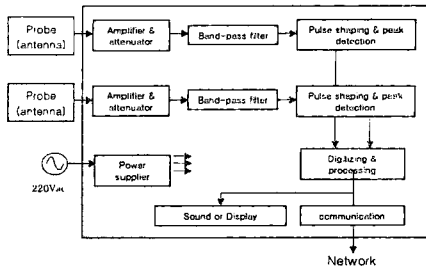 Probe
(antenna)
Amplifier &
attenuator
Band-pass filter
Pulse shaping & peak
detection
Probe
(antenna)
Amplifier &
attenuator
Band-pass filter
Pulse shaping & peak
detection
220Vac
Power
supplier
Digitizing &
processing
Sound or Display
communication
Network